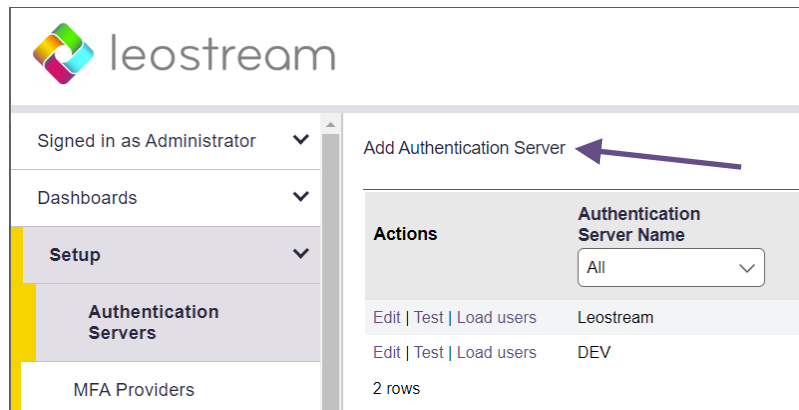 leostream
Signed in as Administrator
Dashboards
Setup
Authentication
Servers
MFA Providers
Add Authentication Server
Actions
Authentication
Server Name
All
Edit | Test | Load users
Leostream
Edit | Test | Load users
DEV
2 rows